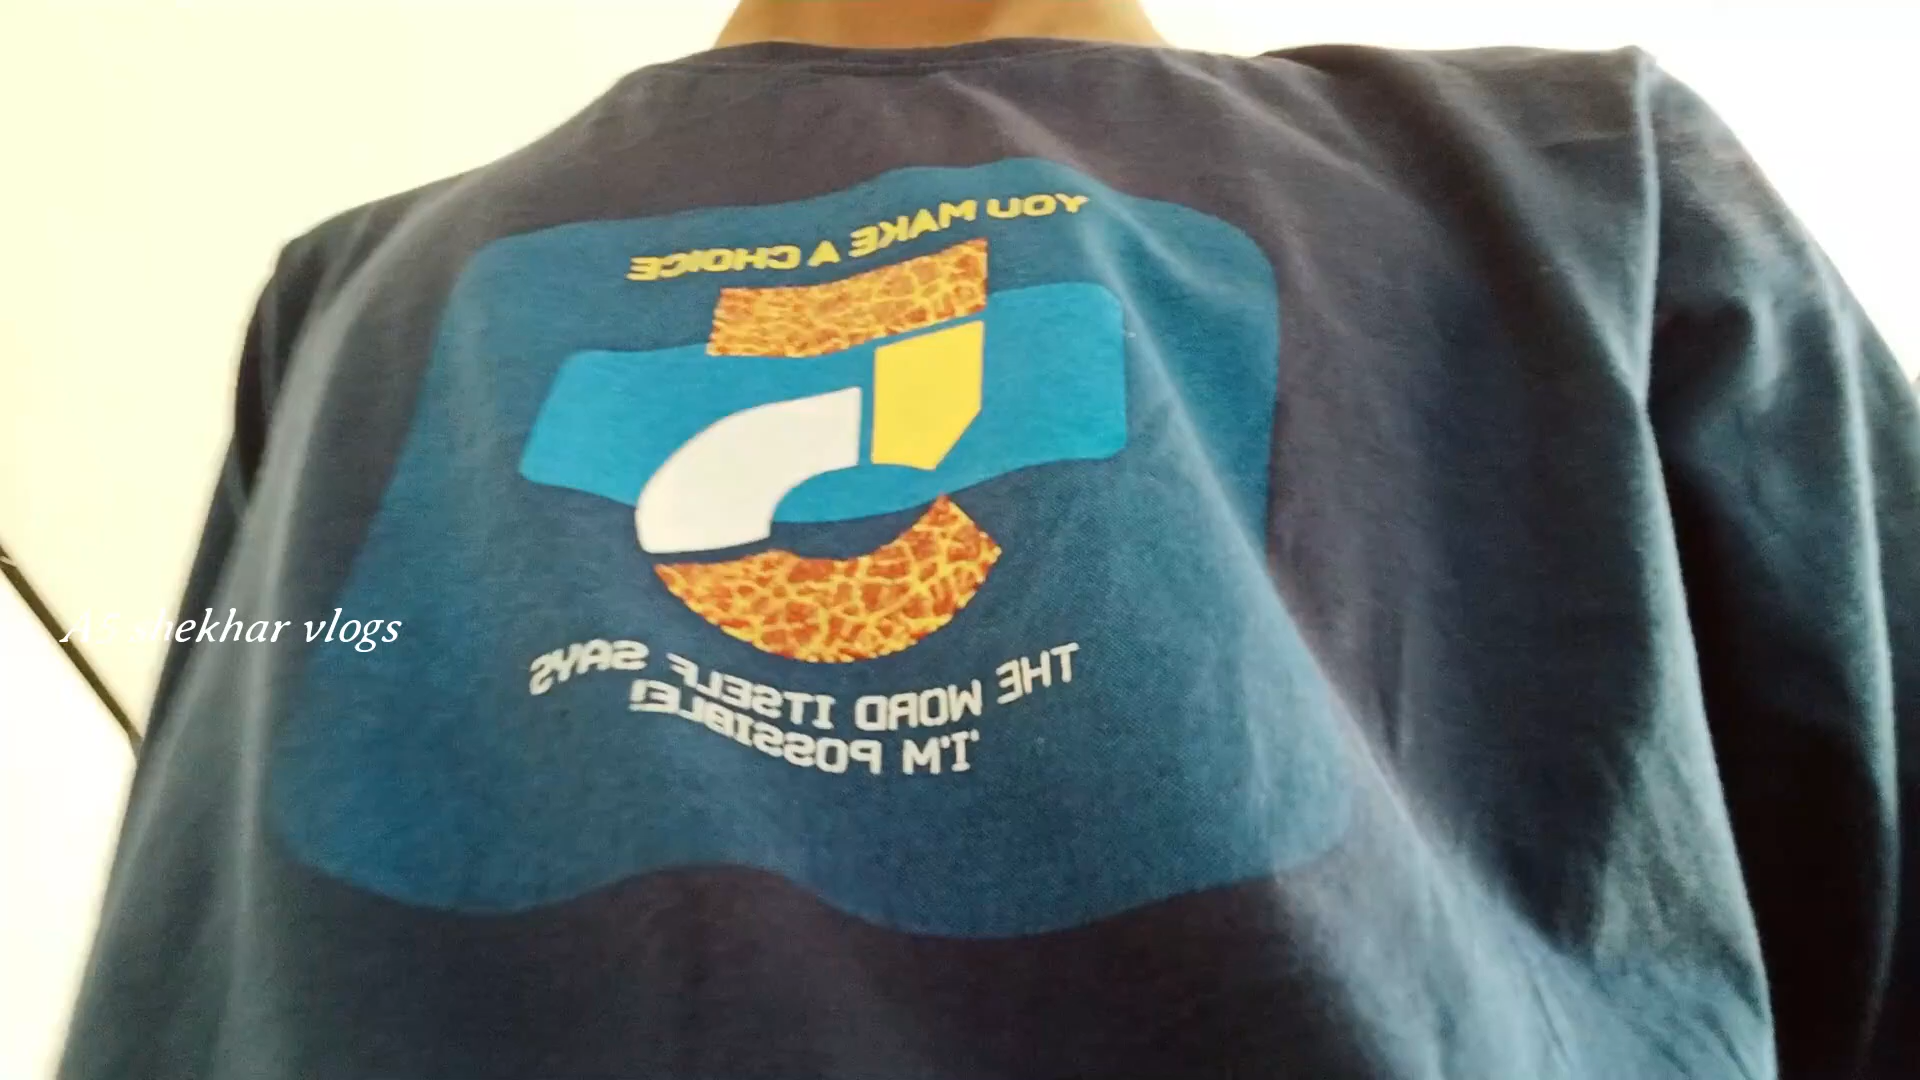 YOU MAKE A CHOICE
A5 shekhar vlogs
THE WORD ITSELF SAYS
'I'M POSSIBLE!